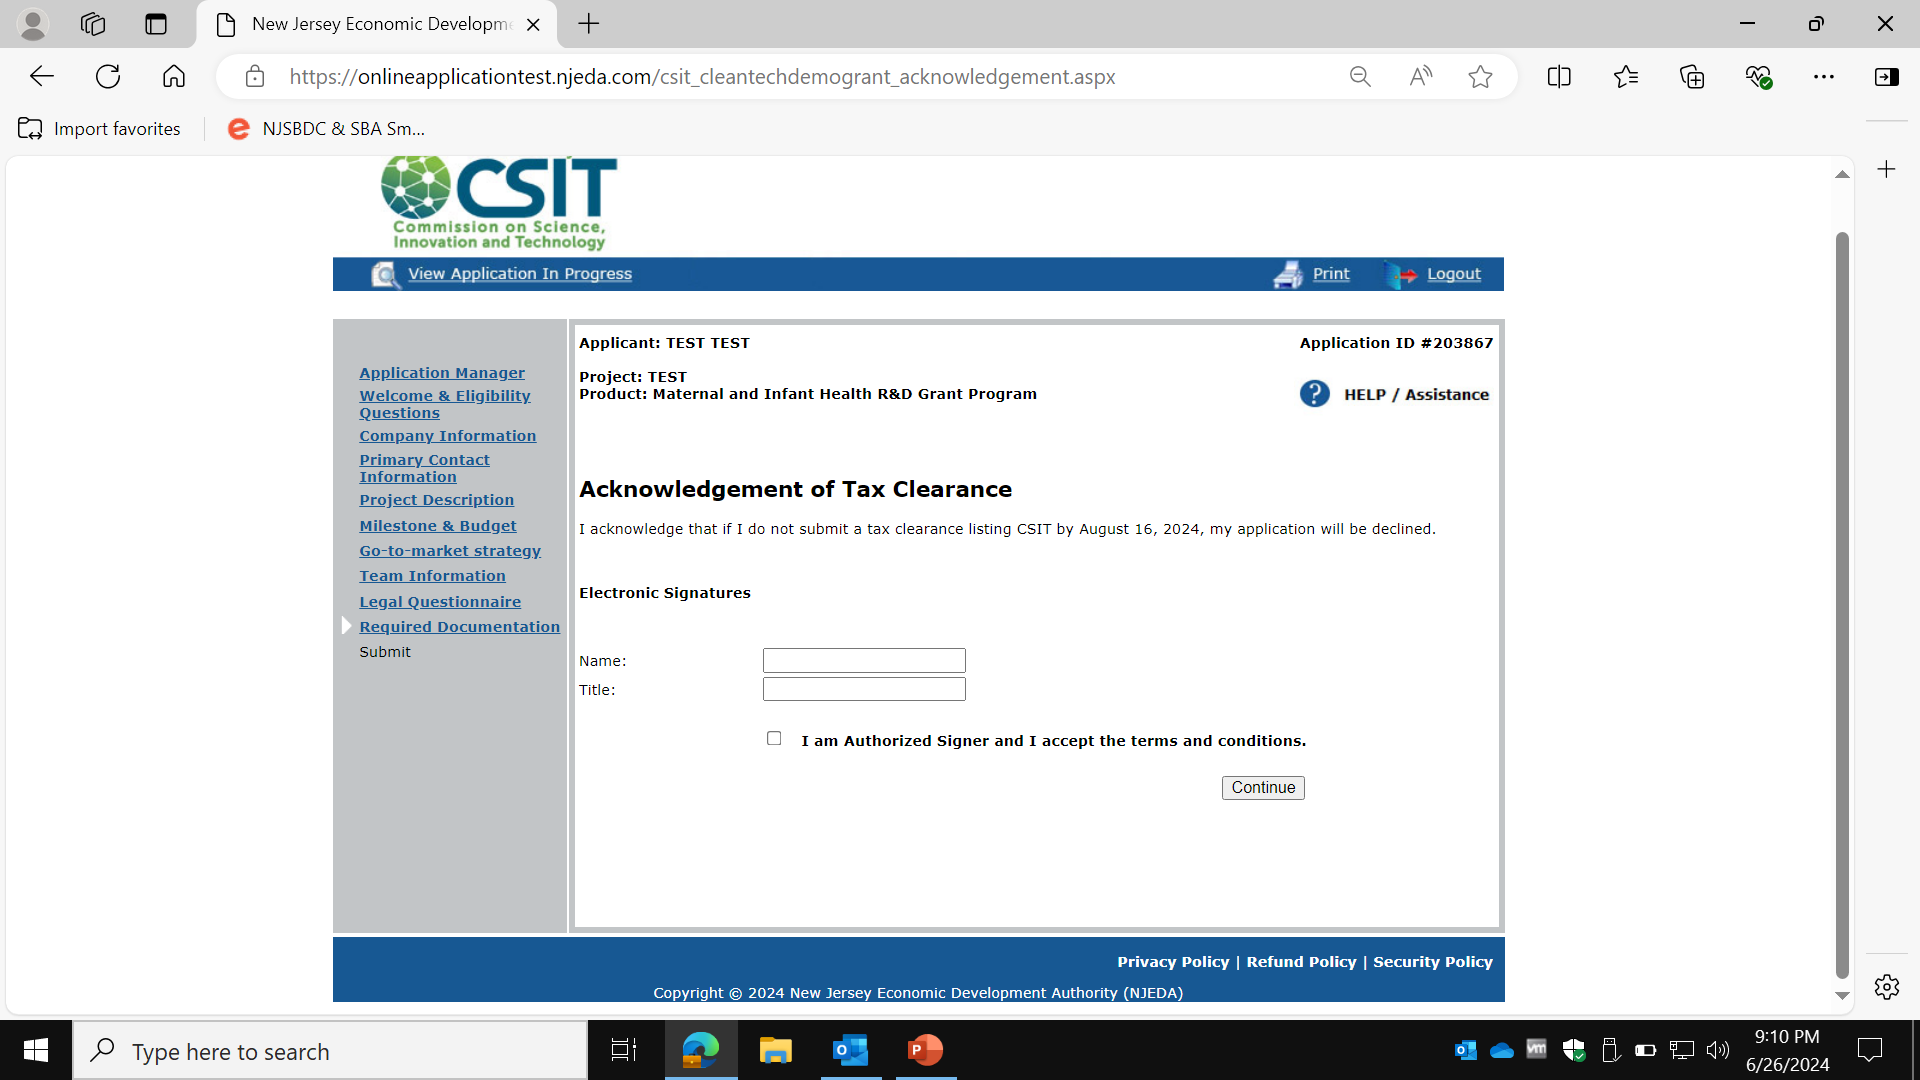 New Jersey Economic Developm
https://onlineapplicationtest.njeda.com/csit_cleantechdemogrant_acknowledgement.aspx
Import favorites
NJSBDC & SBA Sm...
CSIT
Commission on Science,
Innovation and Technology
View Application In Progress
Print
Logout
Applicant: TEST TEST
Application ID #203867
Project: TEST
Product: Maternal and Infant Health R&D Grant Program
HELP / Assistance
Application Manager
Welcome & Eligibility
Questions
Company Information
Primary Contact
Information
Project Description
Milestone & Budget
Go-to-market strategy
Team Information
Legal Questionnaire
Required Documentation
Submit
Acknowledgement of Tax Clearance
I acknowledge that if I do not submit a tax clearance listing CSIT by August 16, 2024, my application will be declined.
Electronic Signatures
Name:
Title:
I am Authorized Signer and I accept the terms and conditions.
Continue
Privacy Policy | Refund Policy | Security Policy
Copyright © 2024 New Jersey Economic Development Authority (NJEDA)
Type here to search
9:10 PM
6/26/2024